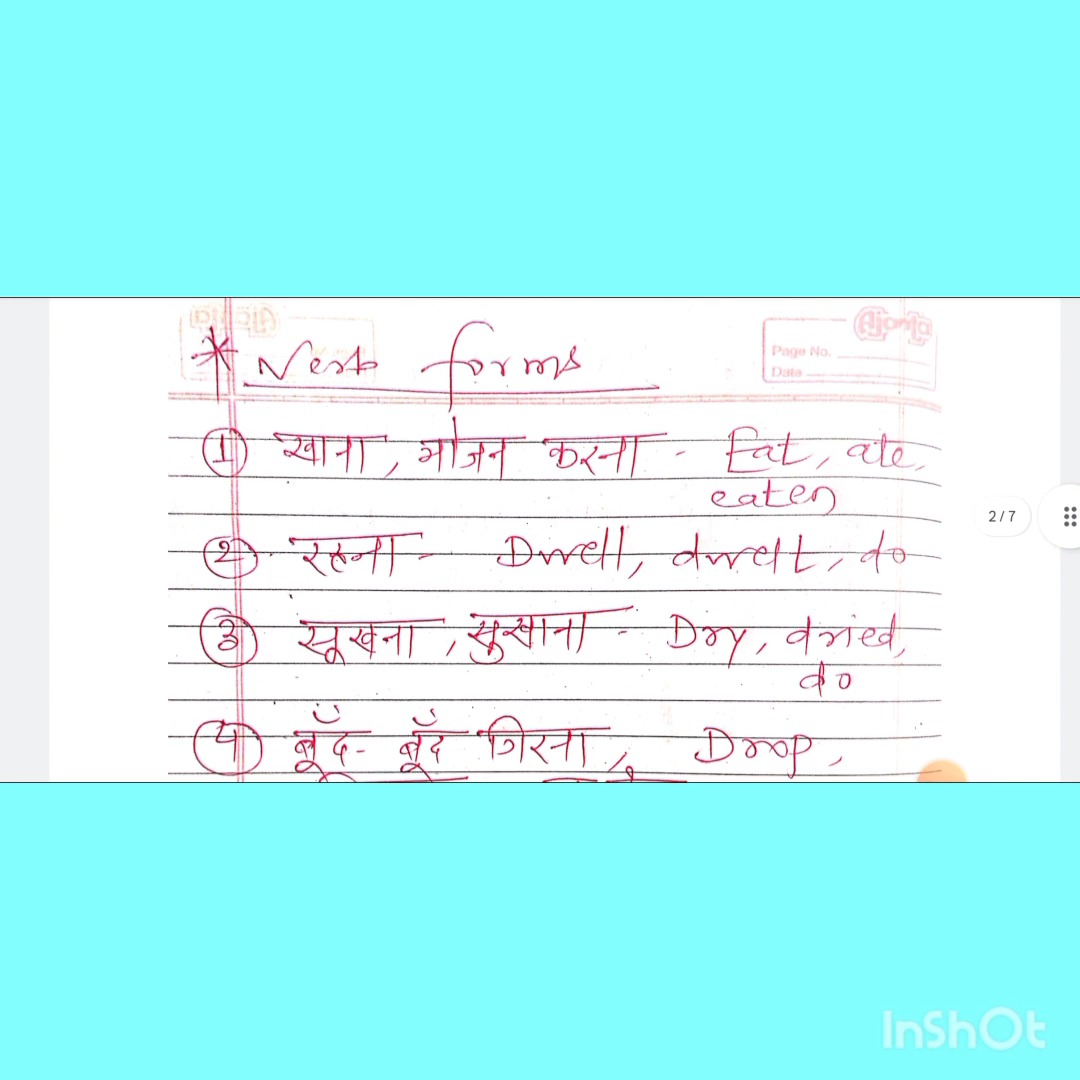 Ajanta
Page No.
Date
* Verb forms
① खाना, भोजन करना - Eat, ate,
eaten
② रहना - Dwell, dwelt, do
③ सूखना, सुखाना - Dry, dried,
do
④ बूँद - बूँद गिरना, Drop,
2/7
InShOt